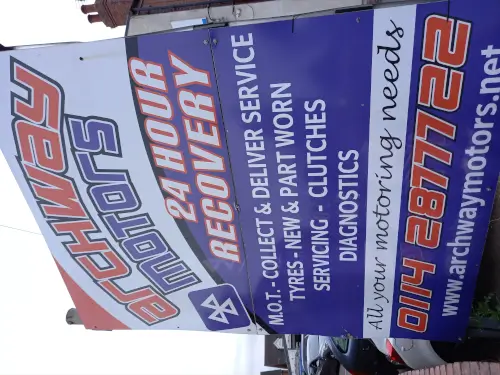 arcHway
motors
24 HOUR
RECOVERY
M.O.T. - COLLECT & DELIVER SERVICE
TYRES - NEW & PART WORN
SERVICING - CLUTCHES
DIAGNOSTICS
All your motoring needs
0114 2877722
www.archwaymotors.net